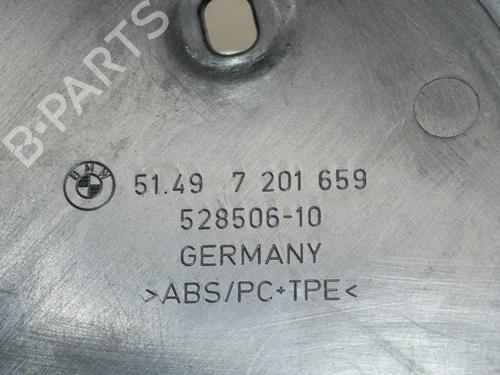 B-PARTS
BMW
51.49 7 201 659
528506-10
GERMANY
>ABS/PC+TPE<